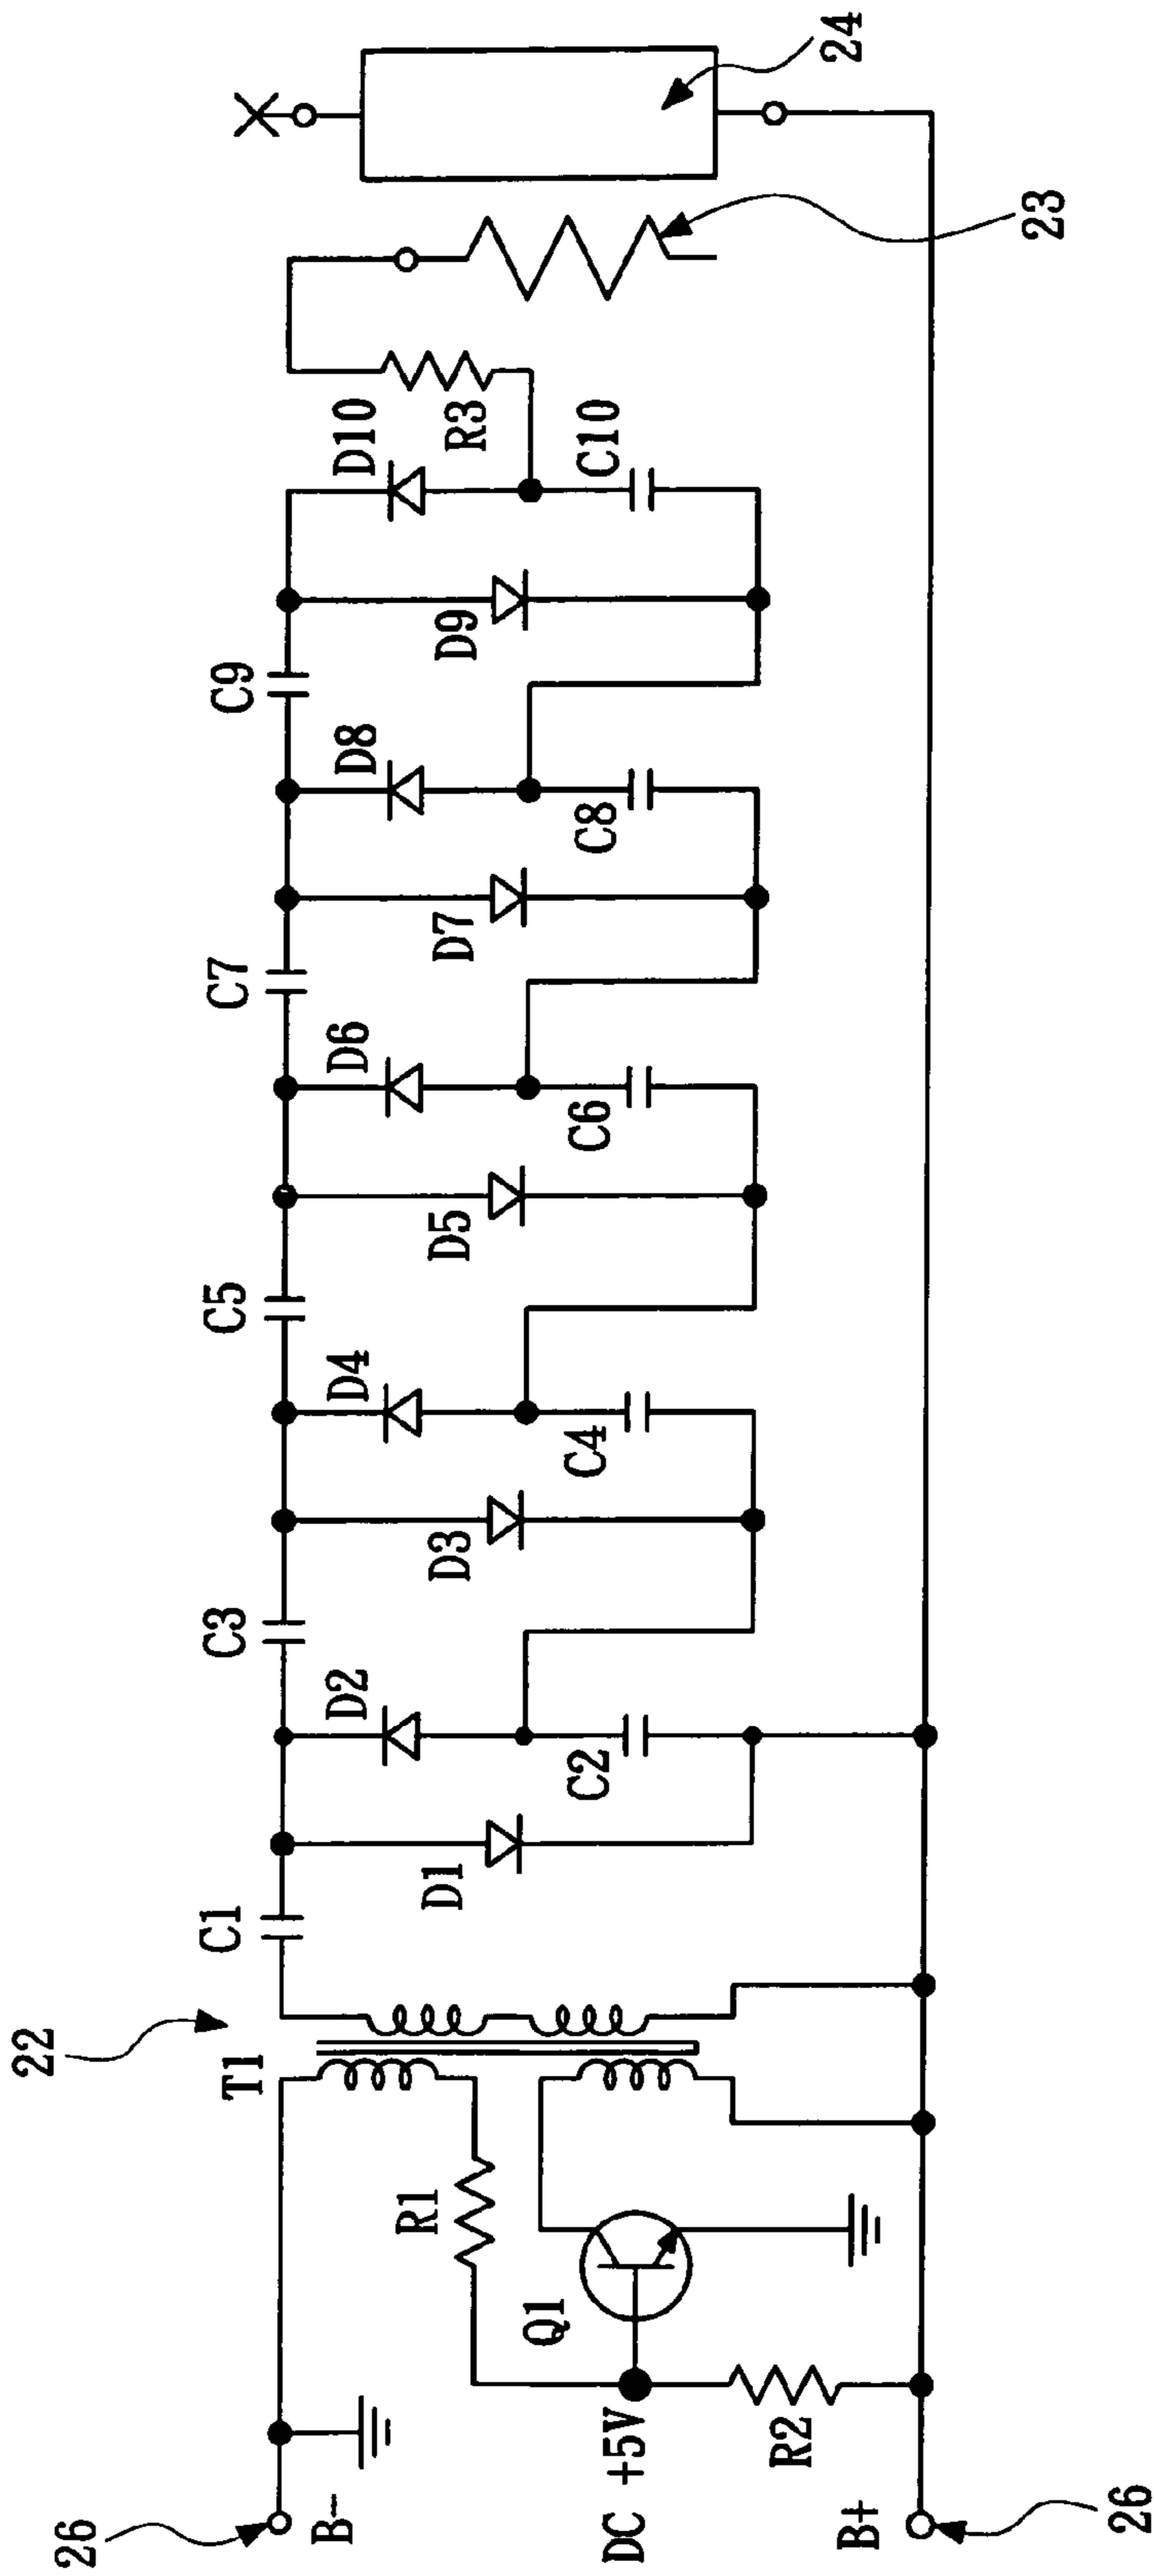 22
T1
C1
C3
C5
C7
C9
26
B-
R1
D1
D2
D3
D4
D5
D6
D7
D8
D9
D10
R3
Q1
C2
C4
C6
C8
C10
DC +5V
R2
B+
26
23
24